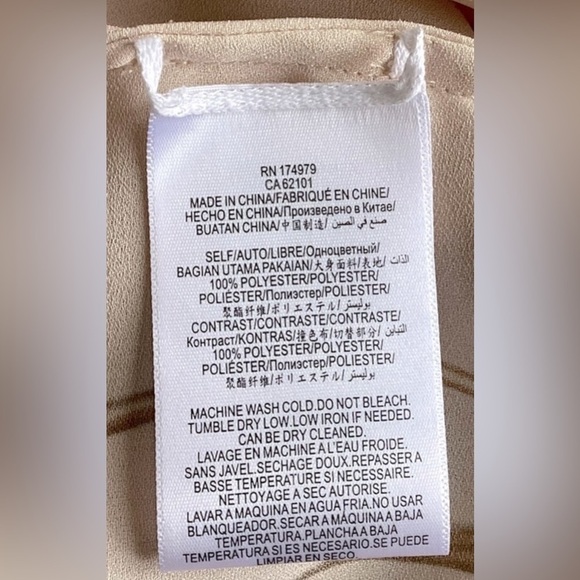 RN 174979
CA 62101
MADE IN CHINA/FABRIQUÉ EN CHINE/
HECHO EN CHINA/Произведено в Китае/
BUATAN CHINA/中国制造/ صنع في الصين/
SELF/AUTO/LIBRE/Одноцветный/
BAGIAN UTAMA PAKAIAN/大身面料/表地/ الذات/
100% POLYESTER/POLYESTER/
POLIÉSTER/Полиэстер/POLIESTER/
聚酯纤维/ポリエステル/ بوليستر/
CONTRAST/CONTRASTE/CONTRASTE/
Контраст/KONTRAS/撞色布/切替部分/ التباين/
100% POLYESTER/POLYESTER/
POLIÉSTER/Полиэстер/POLIESTER/
聚酯纤维/ポリエステル/ بوليستر/
MACHINE WASH COLD.DO NOT BLEACH.
TUMBLE DRY LOW.LOW IRON IF NEEDED.
CAN BE DRY CLEANED.
LAVAGE EN MACHINE A L'EAU FROIDE.
SANS JAVEL.SECHAGE DOUX.REPASSER A
BASSE TEMPERATURE SI NECESSAIRE.
NETTOYAGE A SEC AUTORISE.
LAVAR A MAQUINA EN AGUA FRIA.NO USAR
BLANQUEADOR.SECAR A MÁQUINA A BAJA
TEMPERATURA.PLANCHA A BAJA
TEMPERATURA SI ES NECESARIO.SE PUEDE
LIMPIAR EN SECO.